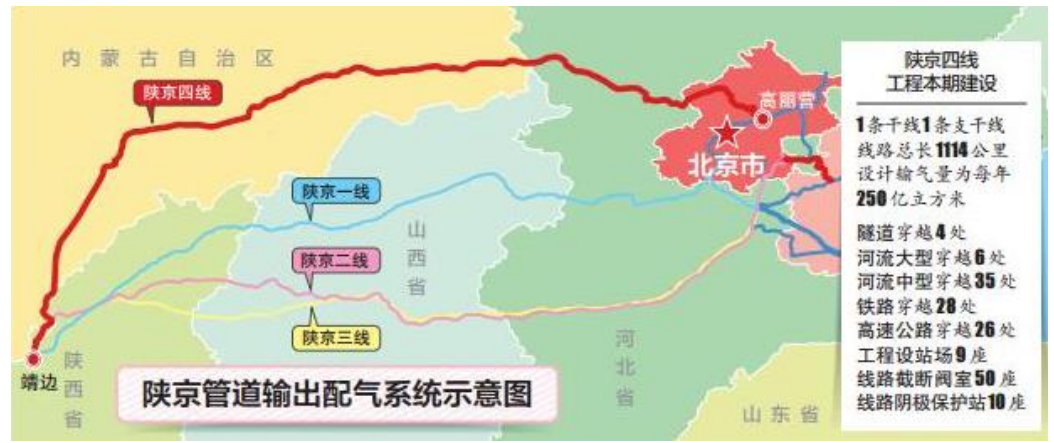 内蒙古自治区
陕京四线
高丽营
北京市
陕京一线
山西省
陕京二线
陕京三线
靖边
陕西省
河北省
山东省
陕京管道输出配气系统示意图
陕京四线
工程本期建设
1条干线1条支干线
线路总长1114公里
设计输气量为每年
250亿立方米
隧道穿越4处
河流大型穿越6处
河流中型穿越35处
铁路穿越28处
高速公路穿越26处
工程设站场9座
线路截断阀室50座
线路阴极保护站10座